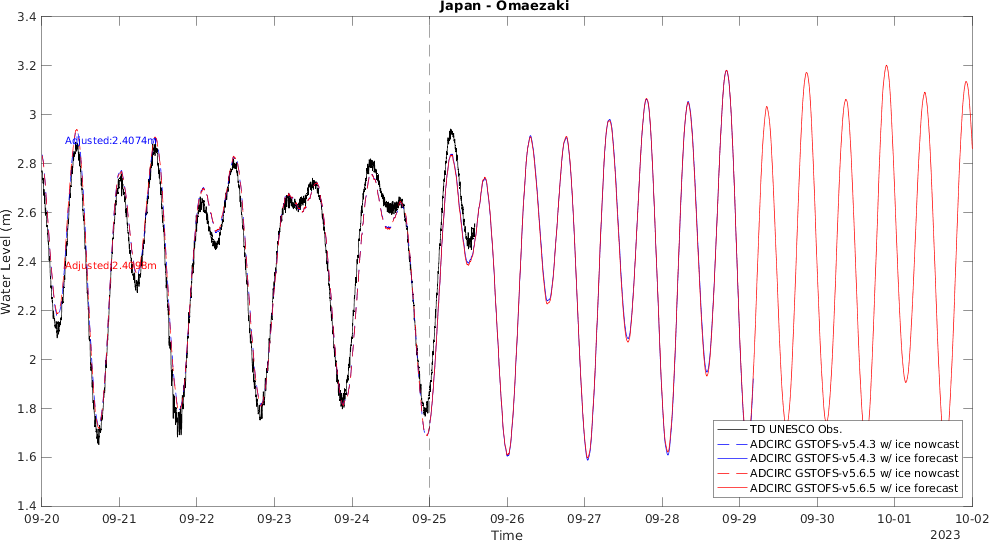 Japan - Omaezaki
3.4
3.2
3
2.8
2.6
2.4
2.2
2
1.8
1.6
1.4
Water Level (m)
Adjusted:2.4074m
Adjusted:2.4098m
TD UNESCO Obs.
ADCIRC GSTOFS-v5.4.3 w/ ice nowcast
ADCIRC GSTOFS-v5.4.3 w/ ice forecast
ADCIRC GSTOFS-v5.6.5 w/ ice nowcast
ADCIRC GSTOFS-v5.6.5 w/ ice forecast
09-20 09-21 09-22 09-23 09-24 09-25 09-26 09-27 09-28 09-29 09-30 10-01 10-02
Time
2023